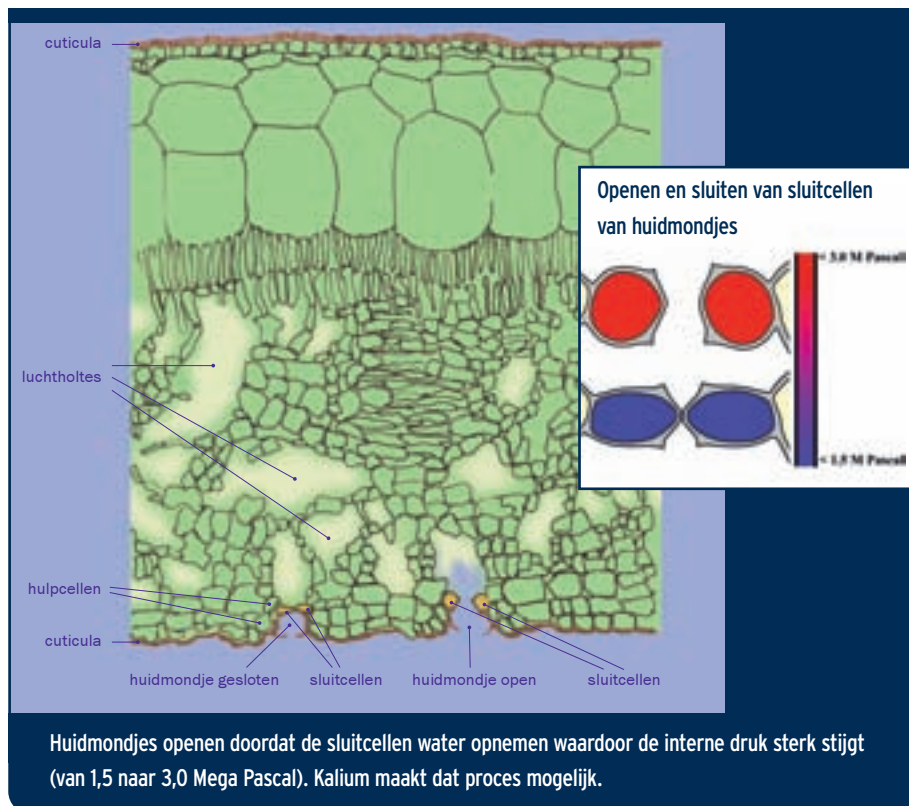 cuticula
Openen en sluiten van sluitcellen
van huidmondjes
< 3,0 M Pascall
luchtholtes
< 1,5 M Pascall
hulpcellen
cuticula
huidmondje gesloten sluitcellen huidmondje open sluitcellen
Huidmondjes openen doordat de sluitcellen water opnemen waardoor de interne druk sterk stijgt
(van 1,5 naar 3,0 Mega Pascal). Kalium maakt dat proces mogelijk.